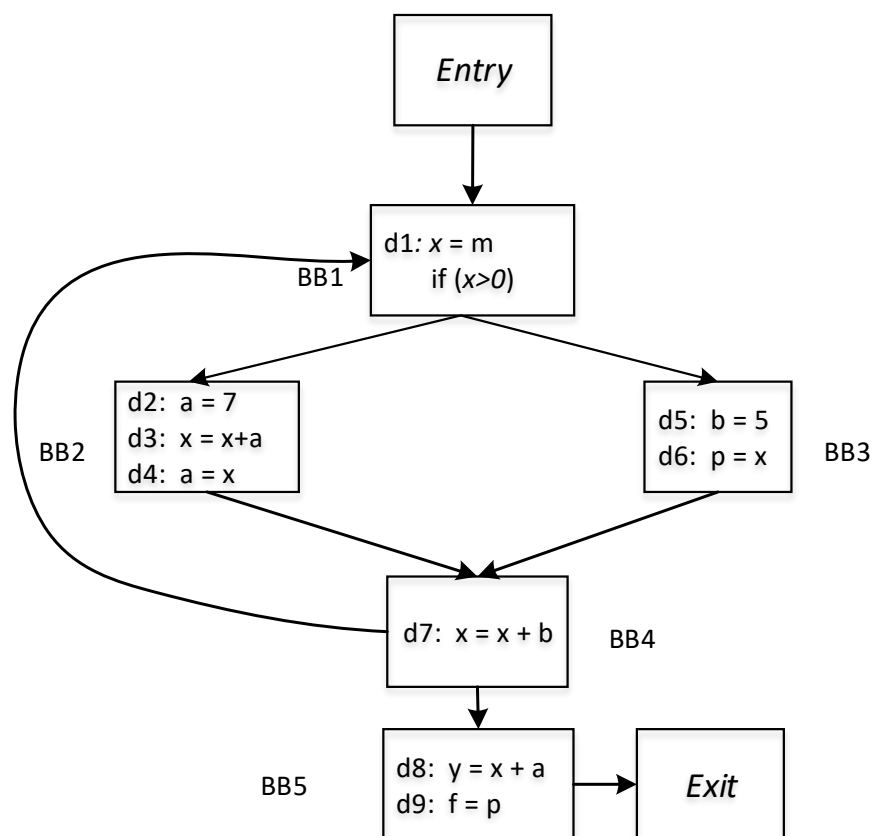 Entry
d1: x = m
if (x>0)
BB1
d2: a = 7
d3: x = x+a
d4: a = x
BB2
d5: b = 5
d6: p = x
BB3
d7: x = x + b
BB4
d8: y = x + a
d9: f = p
BB5
Exit